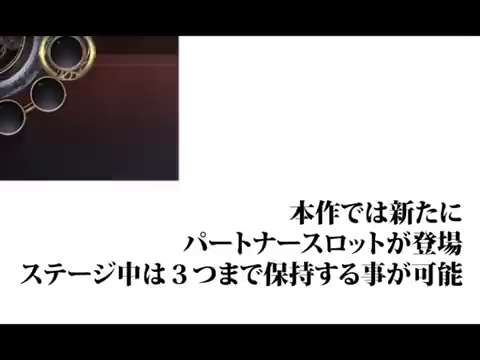 本作では新たに
パートナースロットが登場
ステージ中は３つまで保持する事が可能